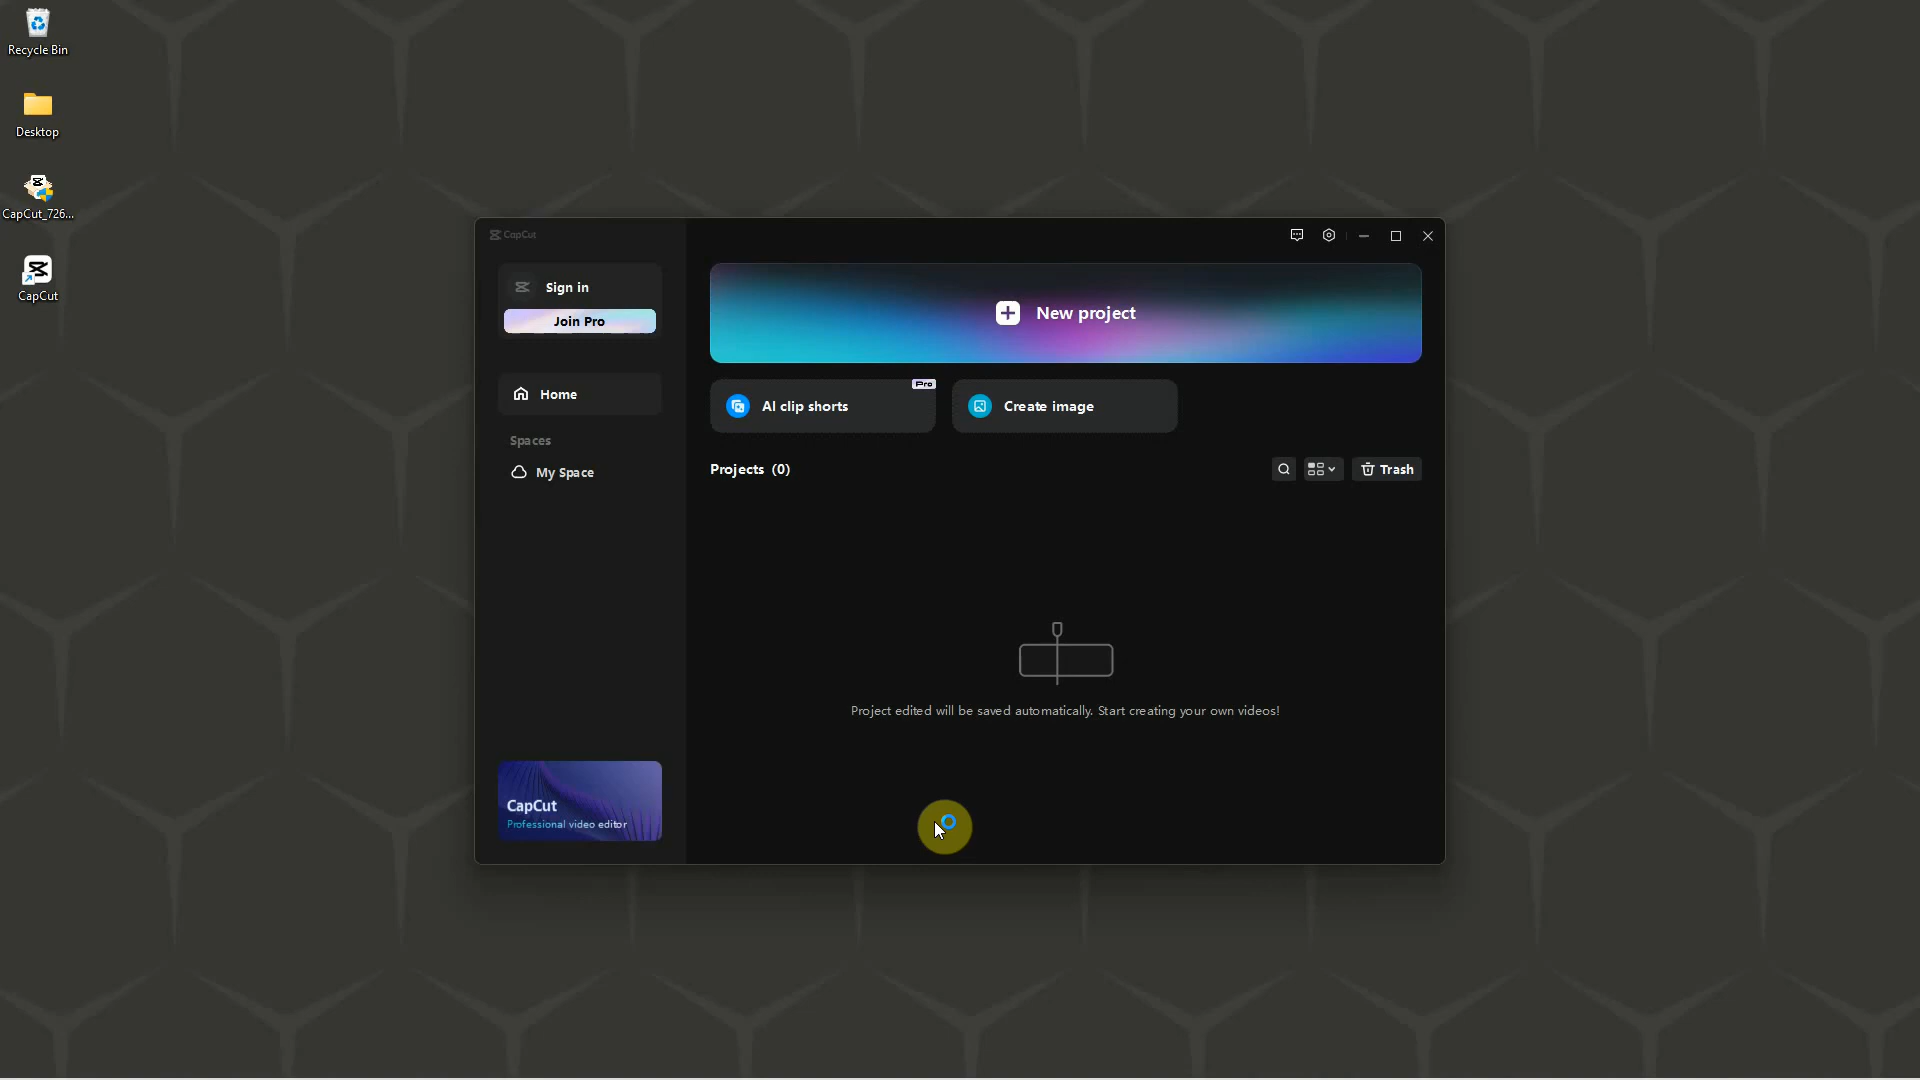 Recycle Bin
Desktop
CapCut_726...
CapCut
CapCut
Sign in
Join Pro
Home
Spaces
My Space
CapCut
Professional video editor
New project
AI clip shorts
Pro
Create image
Projects (0)
Trash
Project edited will be saved automatically. Start creating your own videos!